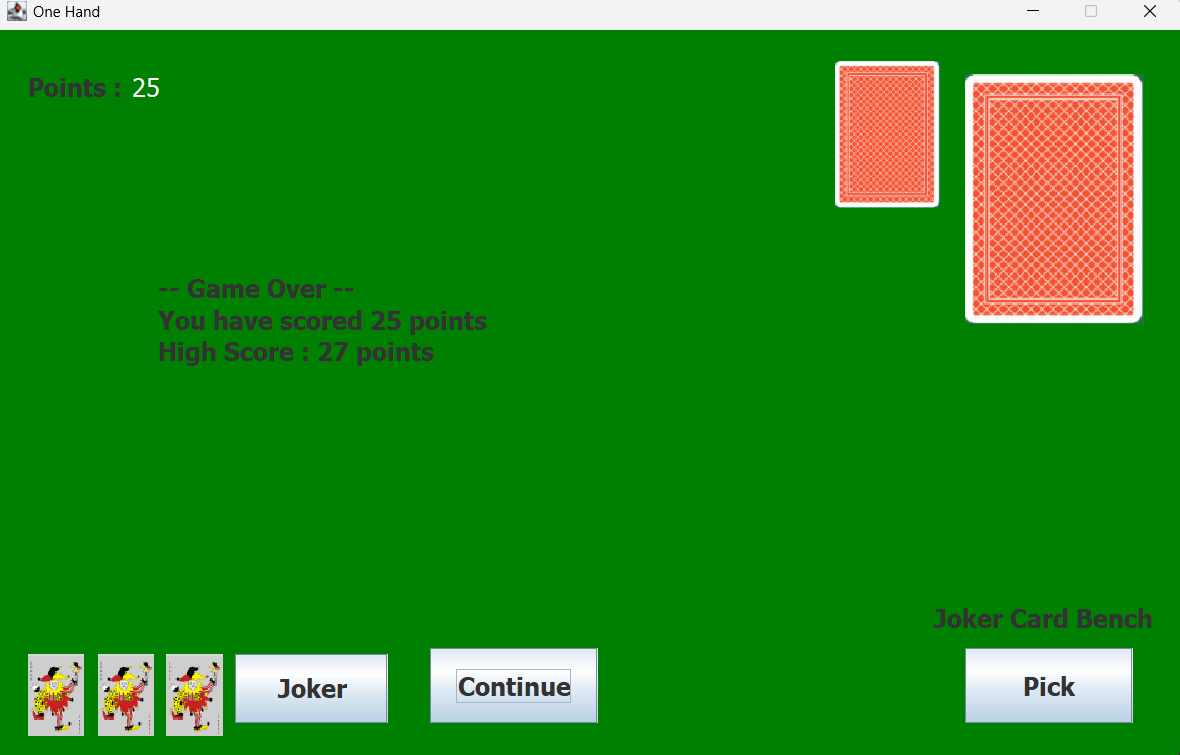 One Hand
Points : 25
-- Game Over --
You have scored 25 points
High Score : 27 points
Joker Card Bench
Joker
Continue
Pick